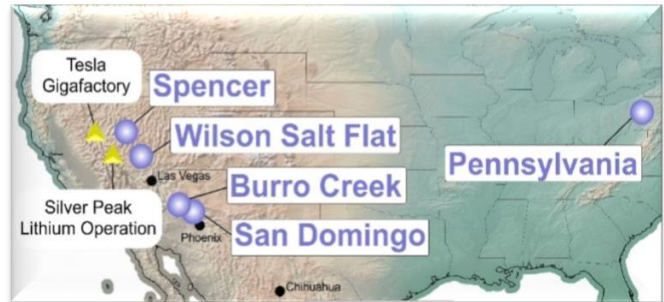 Tesla
Gigafactory
Spencer
Wilson Salt Flat
Pennsylvania
Las Vegas
Burro Creek
Silver Peak
Lithium Operation
San Domingo
Phoenix
Chihuahua